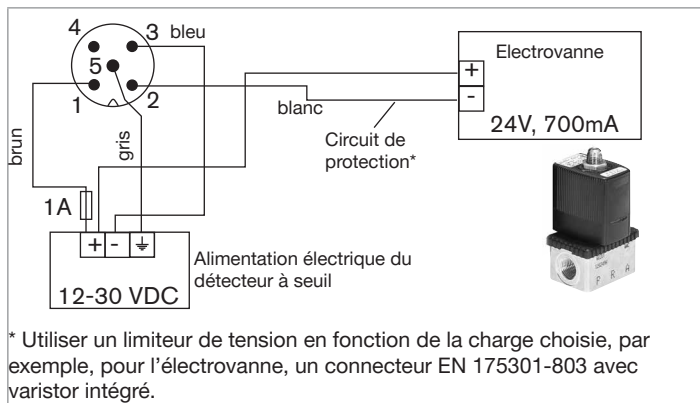 4
3
bleu
5
1
2
Electrovanne
+
-
24V, 700mA
blanc
Circuit de
protection*
brun
gris
1A
+
-
12-30 VDC
Alimentation électrique du
détecteur à seuil
P R A
* Utiliser un limiteur de tension en fonction de la charge choisie, par
exemple, pour l’électrovanne, un connecteur EN 175301-803 avec
varistor intégré.